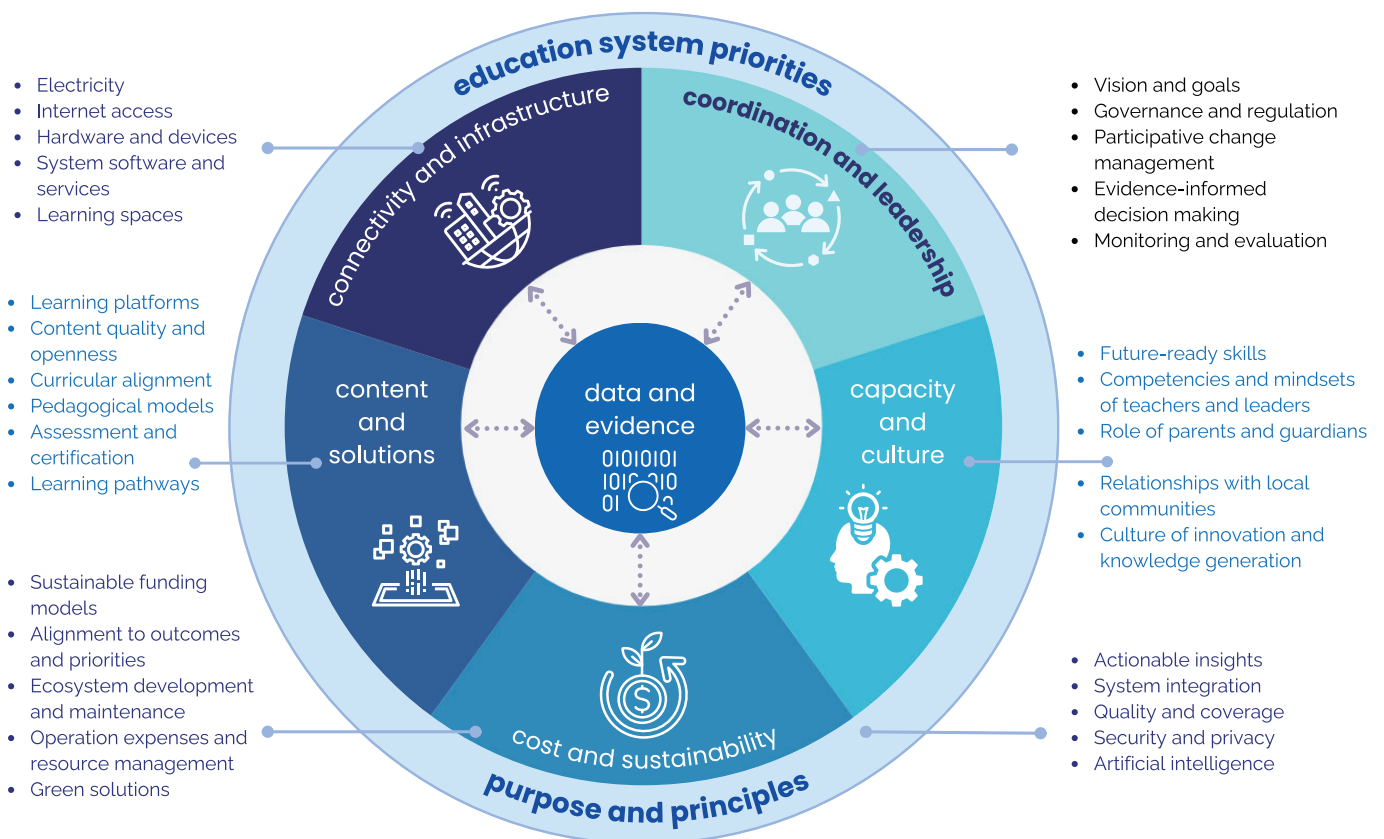 education system priorities
connectivity and infrastructure
coordination and leadership
• Electricity
• Internet access
• Hardware and devices
• System software and
services
• Learning spaces
• Vision and goals
• Governance and regulation
• Participative change
management
• Evidence-informed
decision making
• Monitoring and evaluation
• Learning platforms
• Content quality and
openness
• Curricular alignment
• Pedagogical models
• Assessment and
certification
• Learning pathways
content
and
solutions
data and
evidence
01010101
1010 010
01
capacity
and
culture
• Future-ready skills
• Competencies and mindsets
of teachers and leaders
• Role of parents and guardians
• Relationships with local
communities
• Culture of innovation and
knowledge generation
• Sustainable funding
models
• Alignment to outcomes
and priorities
• Ecosystem development
and maintenance
• Operation expenses and
resource management
• Green solutions
$
cost and sustainability
purpose and principles
• Actionable insights
• System integration
• Quality and coverage
• Security and privacy
• Artificial intelligence